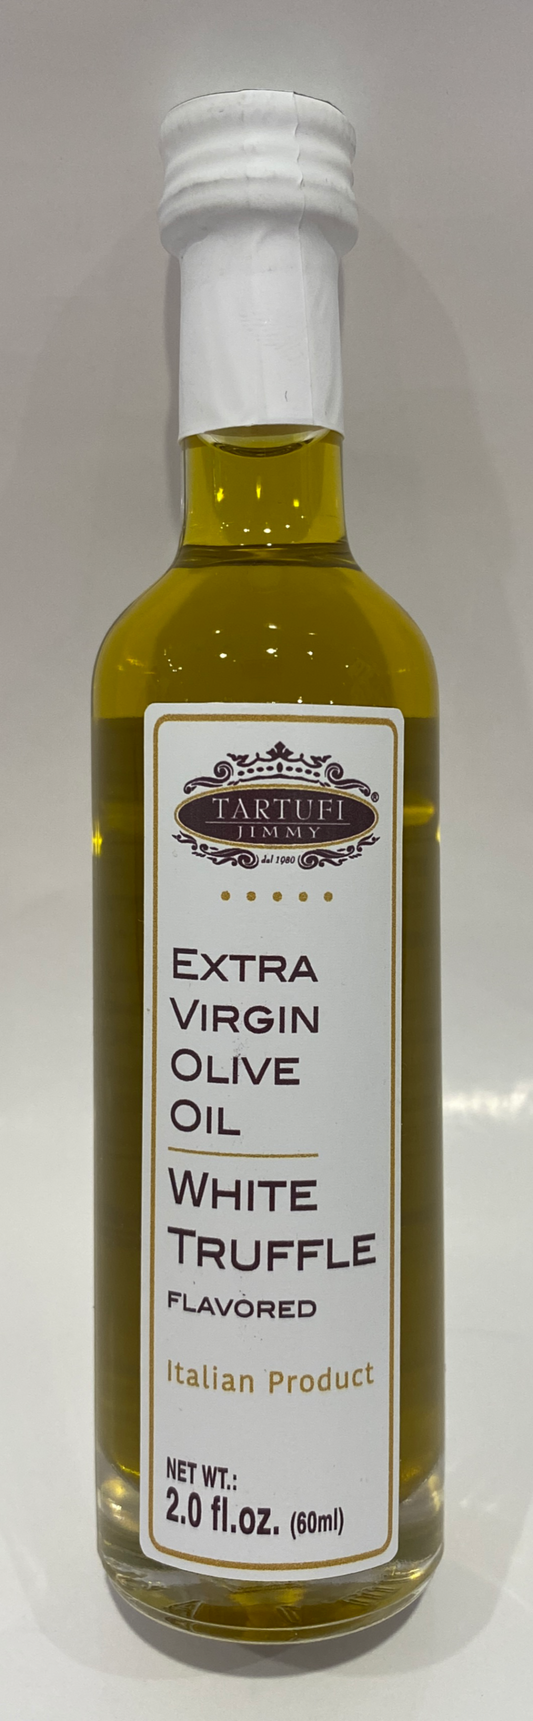 TARTUFI
JIMMY
®
dal 1980
EXTRA
VIRGIN
OLIVE
OIL
WHITE
TRUFFLE
FLAVORED
Italian Product
NET WT.:
2.0 fl.oz. (60ml)